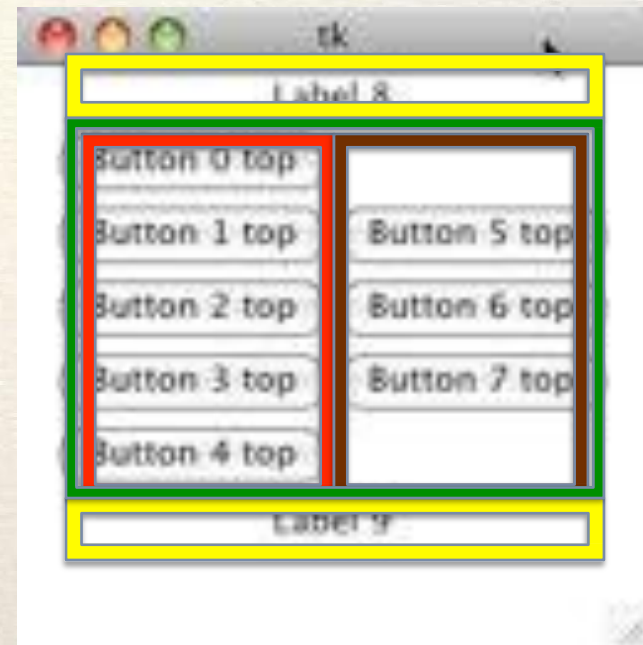 tk
Label 8
Button 0 top
Button 1 top
Button 5 top
Button 2 top
Button 6 top
Button 3 top
Button 7 top
Button 4 top
Label 9